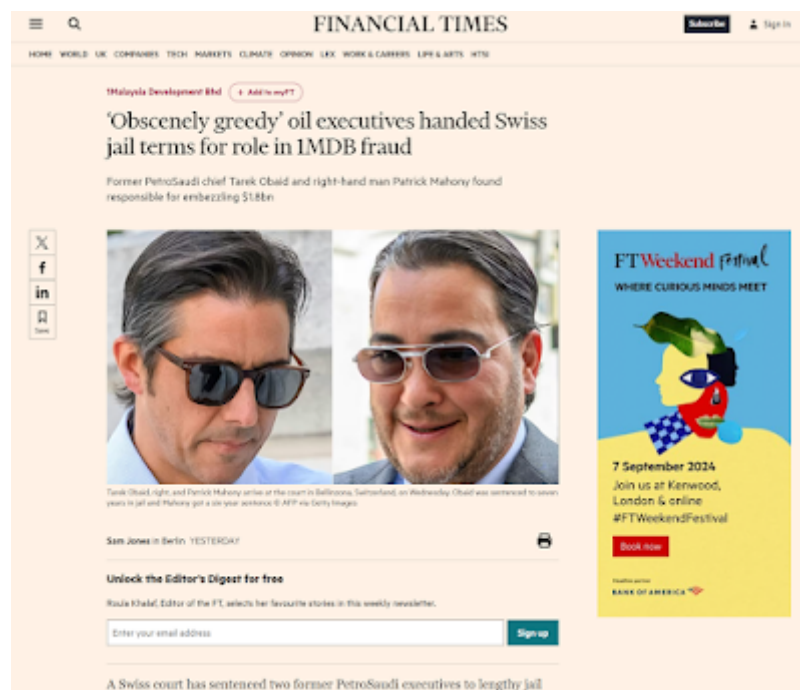 FINANCIAL TIMES
Subscribe
Sign In
HOME WORLD UK COMPANIES TECH MARKETS CLIMATE OPINION LEX WORK & CAREERS LIFE & ARTS HTSI
1Malaysia Development Bhd
+ Add to myFT
‘Obscenely greedy’ oil executives handed Swiss
jail terms for role in 1MDB fraud
Former PetroSaudi chief Tarek Obaid and right-hand man Patrick Mahony found
responsible for embezzling $1.8bn
X
f
in
Save
Tarek Obaid, right, and Patrick Mahony arrive at the court in Bellinzona, Switzerland, on Wednesday. Obaid was sentenced to seven
years in jail and Mahony got a six year sentence © AFP via Getty Images
Sam Jones in Berlin YESTERDAY
Unlock the Editor's Digest for free
Roula Khalaf, Editor of the FT, selects her favourite stories in this weekly newsletter.
Enter your email address
Sign up
A Swiss court has sentenced two former PetroSaudi executives to lengthy jail
FTWeekend Festival
WHERE CURIOUS MINDS MEET
7 September 2024
Join us at Kenwood,
London & online
#FTWeekendFestival
Book now
BANK OF AMERICA